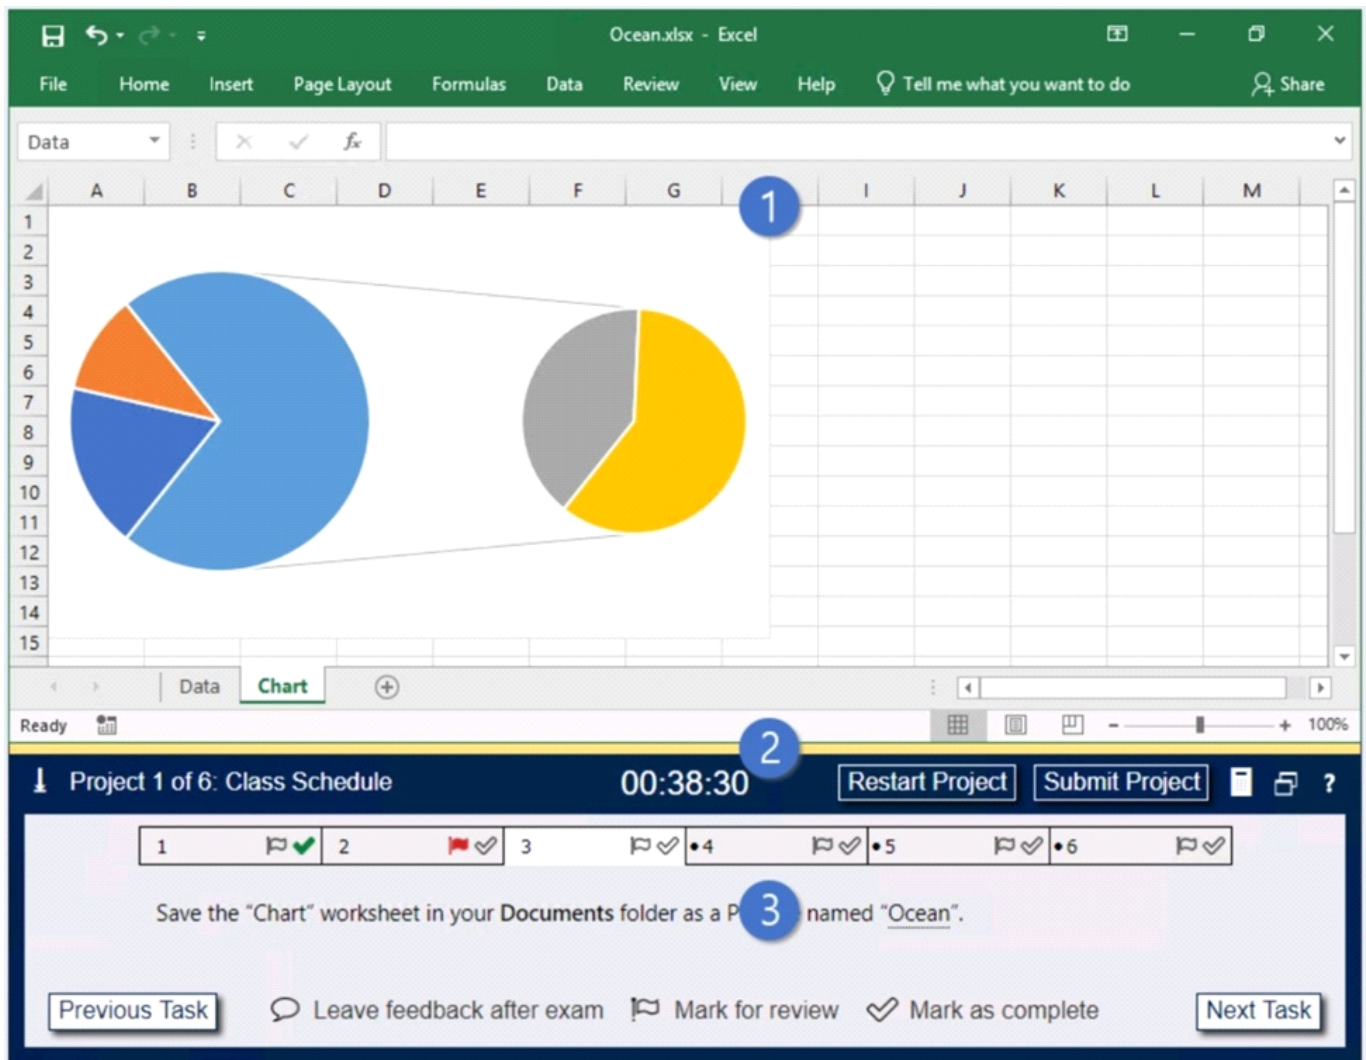 Ocean.xlsx - Excel
File Home Insert Page Layout Formulas Data Review View Help Tell me what you want to do Share
Data fx
A B C D E F G 1 I J K L M
1
2
3
4
5
6
7
8
9
10
11
12
13
14
15
Data Chart
Ready 100%
2
Project 1 of 6: Class Schedule 00:38:30 Restart Project Submit Project ?
1 2 3 •4 •5 •6
Save the “Chart” worksheet in your Documents folder as a P 3 named “Ocean”.
Previous Task Leave feedback after exam Mark for review Mark as complete Next Task